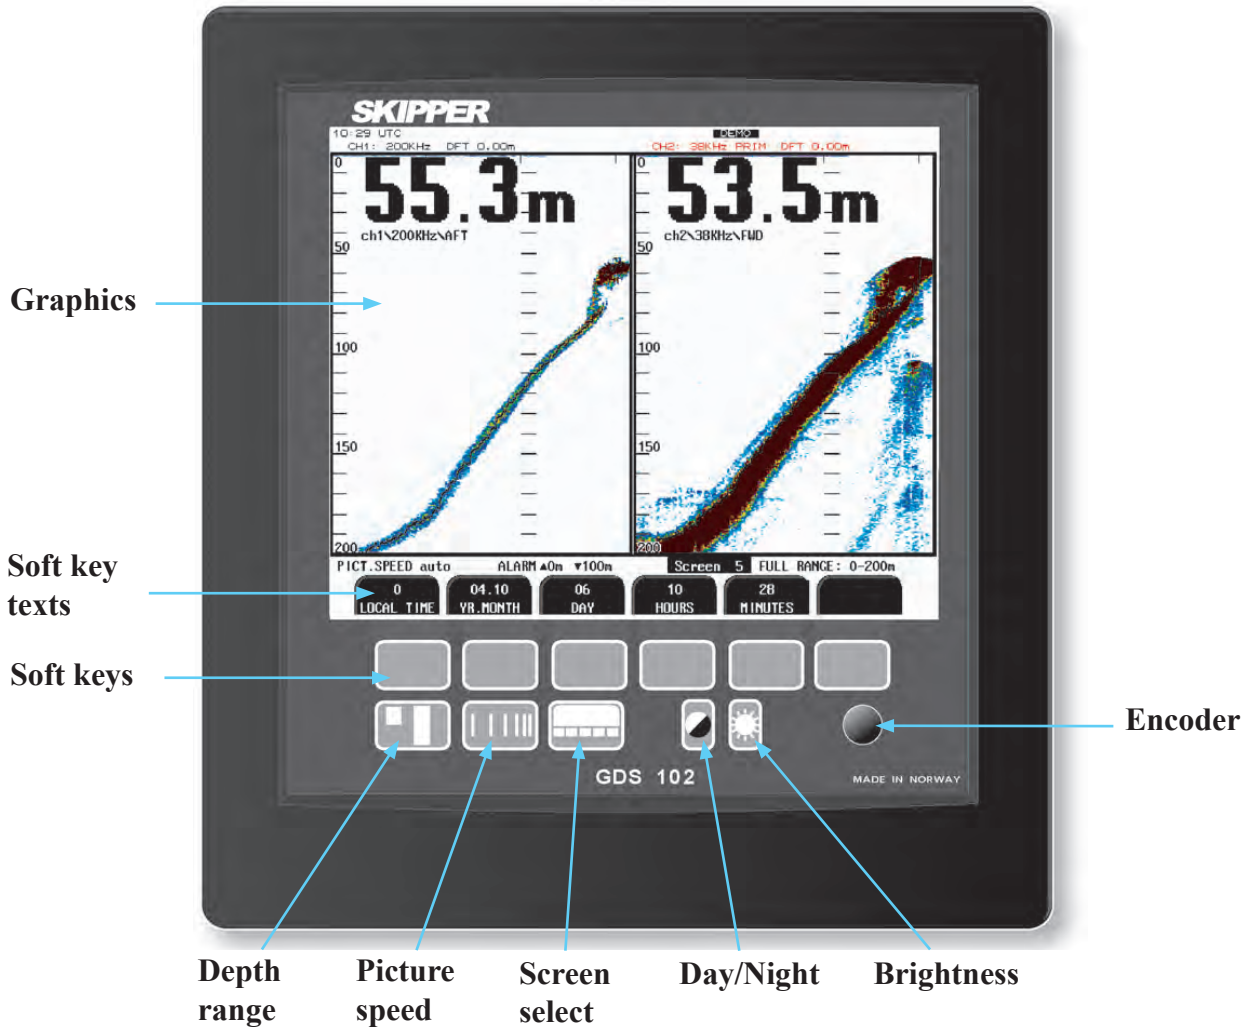 SKIPPER
10:29 UTC
DEMO
CH1: 200KHz DFT 0.00m
CH2: 38KHz PRIM DFT 0.00m
0
55.3m
ch1\200KHz\AFT
50
100
150
200
0
53.5m
ch2\38KHz\FWD
50
100
150
200
PICT.SPEED auto ALARM ▲0m ▼100m Screen 5 FULL RANGE: 0-200m
0
LOCAL TIME
04.10
YR.MONTH
06
DAY
10
HOURS
28
MINUTES
GDS 102
MADE IN NORWAY
Graphics
Soft key
texts
Soft keys
Encoder
Depth
range
Picture
speed
Screen
select
Day/Night
Brightness